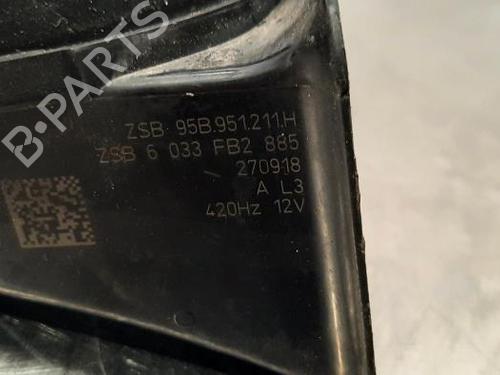 B-PARTS
ZSB 95B.951.211.H
ZSB 6 033 FB2 885
270918
A L3
420Hz 12V